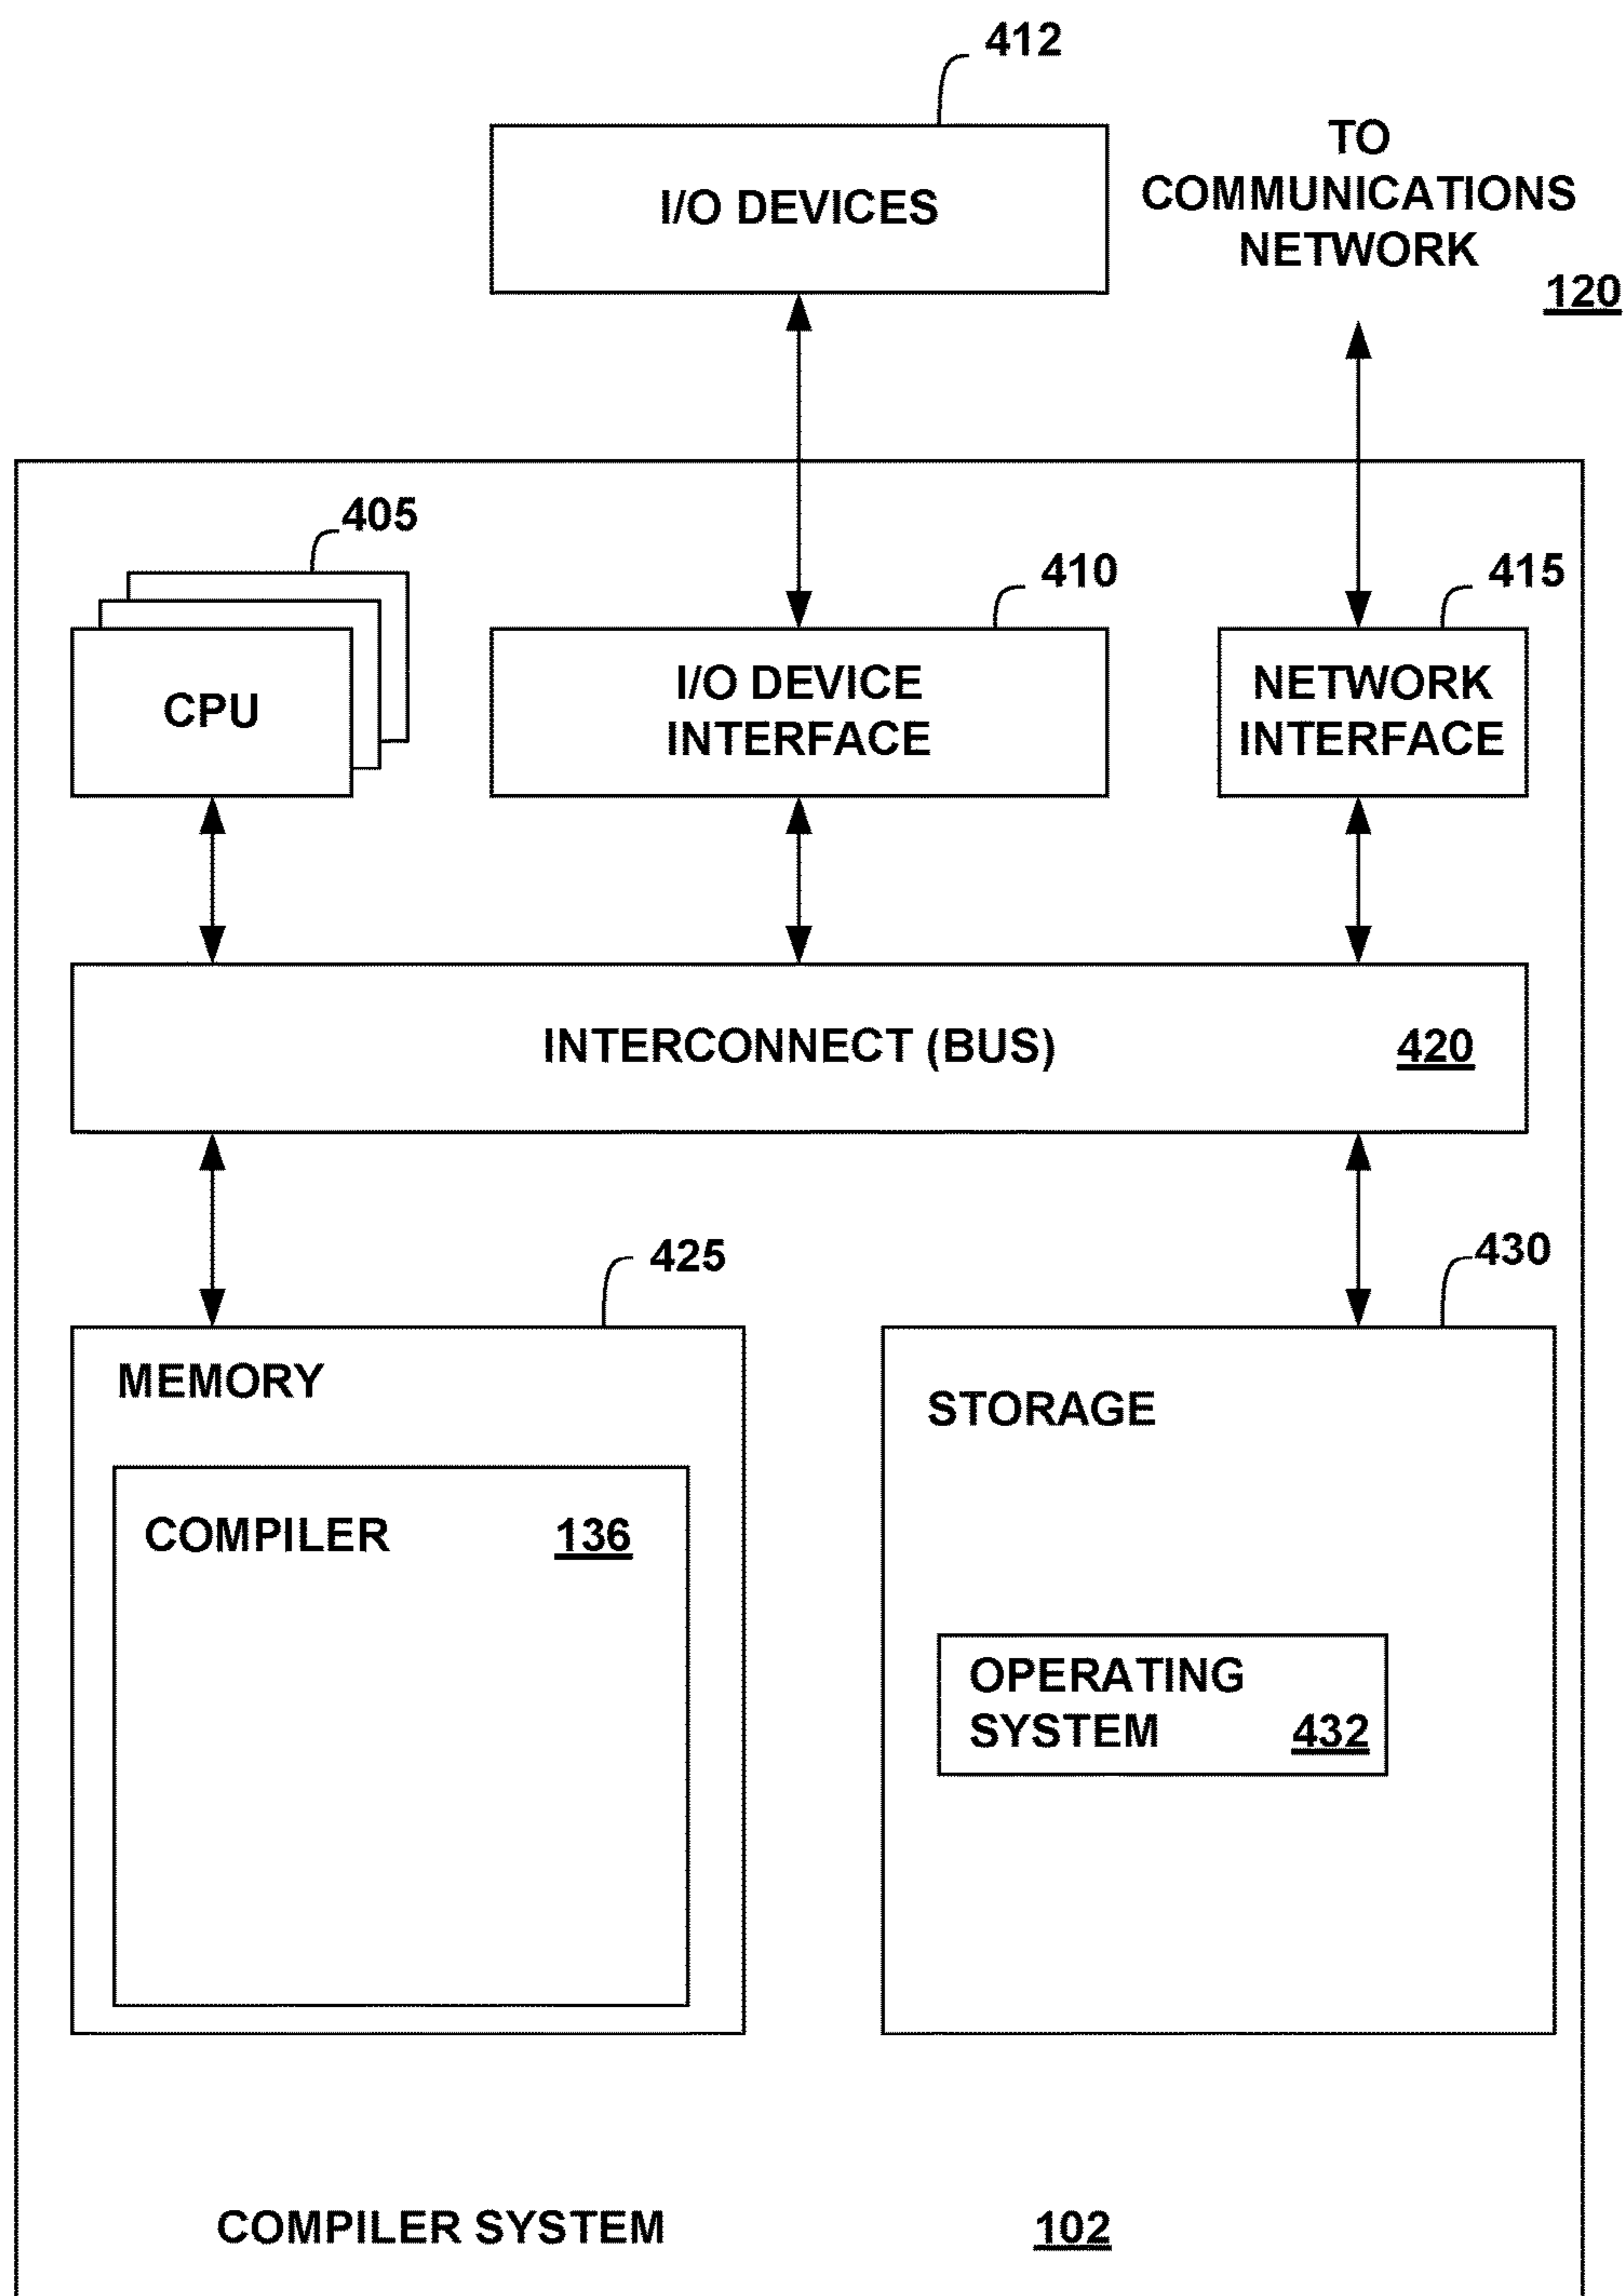 412
I/O DEVICES
TO
COMMUNICATIONS
NETWORK
120
405
CPU
410
I/O DEVICE
INTERFACE
415
NETWORK
INTERFACE
INTERCONNECT (BUS) 420
425
MEMORY
COMPILER 136
430
STORAGE
OPERATING
SYSTEM 432
COMPILER SYSTEM 102